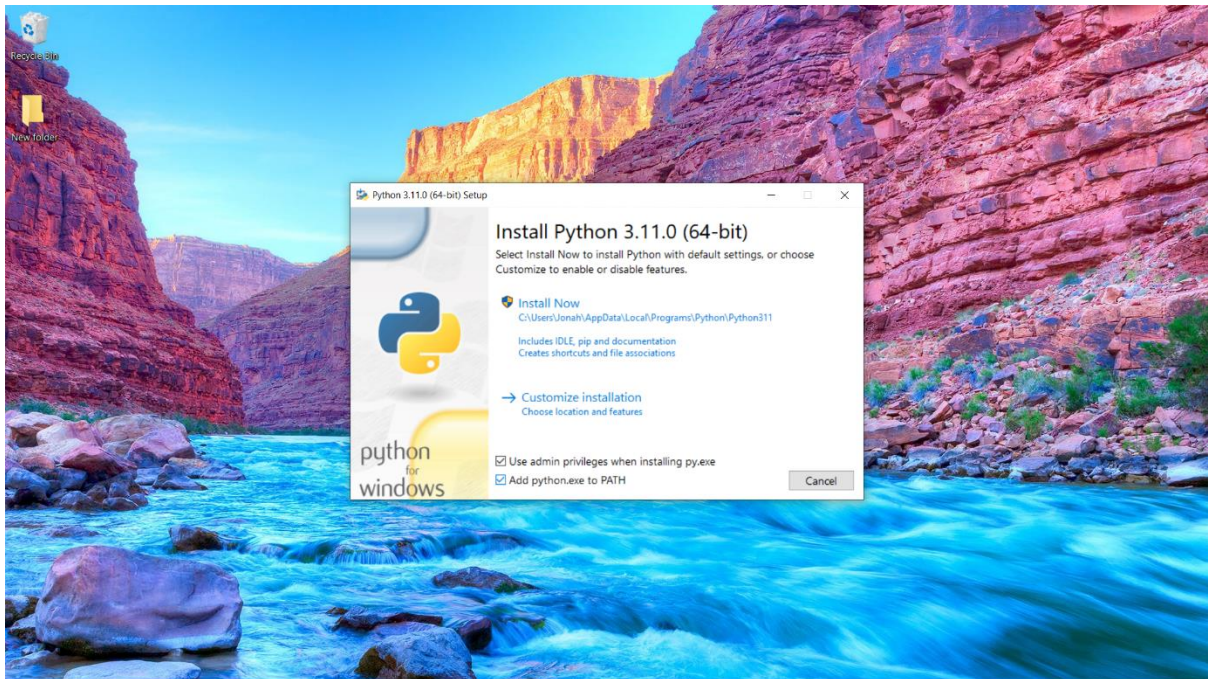 Recycle Bin
New folder
Python 3.11.0 (64-bit) Setup
Install Python 3.11.0 (64-bit)
Select Install Now to install Python with default settings, or choose
Customize to enable or disable features.
Install Now
C:\Users\Jonah\AppData\Local\Programs\Python\Python311
Includes IDLE, pip and documentation
Creates shortcuts and file associations
Customize installation
Choose location and features
python
for
windows
Use admin privileges when installing py.exe
Add python.exe to PATH
Cancel